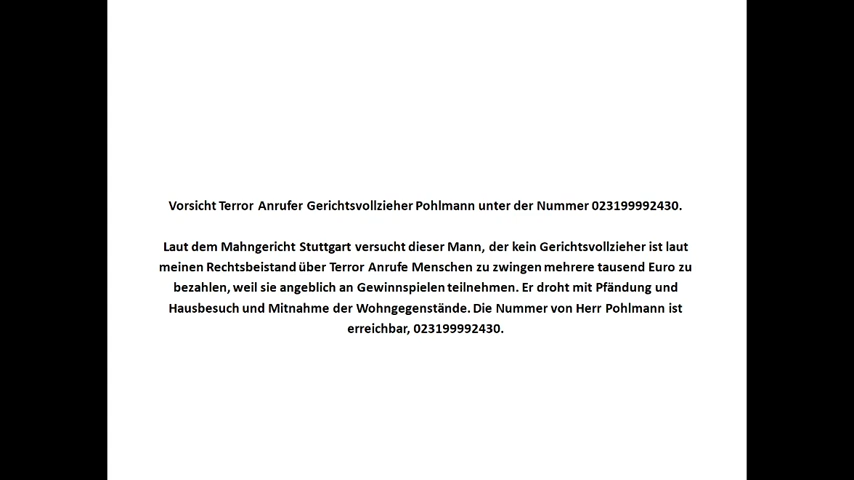 Vorsicht Terror Anrufer Gerichtsvollzieher Pohlmann unter der Nummer 023199992430.
Laut dem Mahngericht Stuttgart versucht dieser Mann, der kein Gerichtsvollzieher ist laut
meinen Rechtsbeistand über Terror Anrufe Menschen zu zwingen mehrere tausend Euro zu
bezahlen, weil sie angeblich an Gewinnspielen teilnehmen. Er droht mit Pfändung und
Hausbesuch und Mitnahme der Wohngegenstände. Die Nummer von Herr Pohlmann ist
erreichbar, 023199992430.